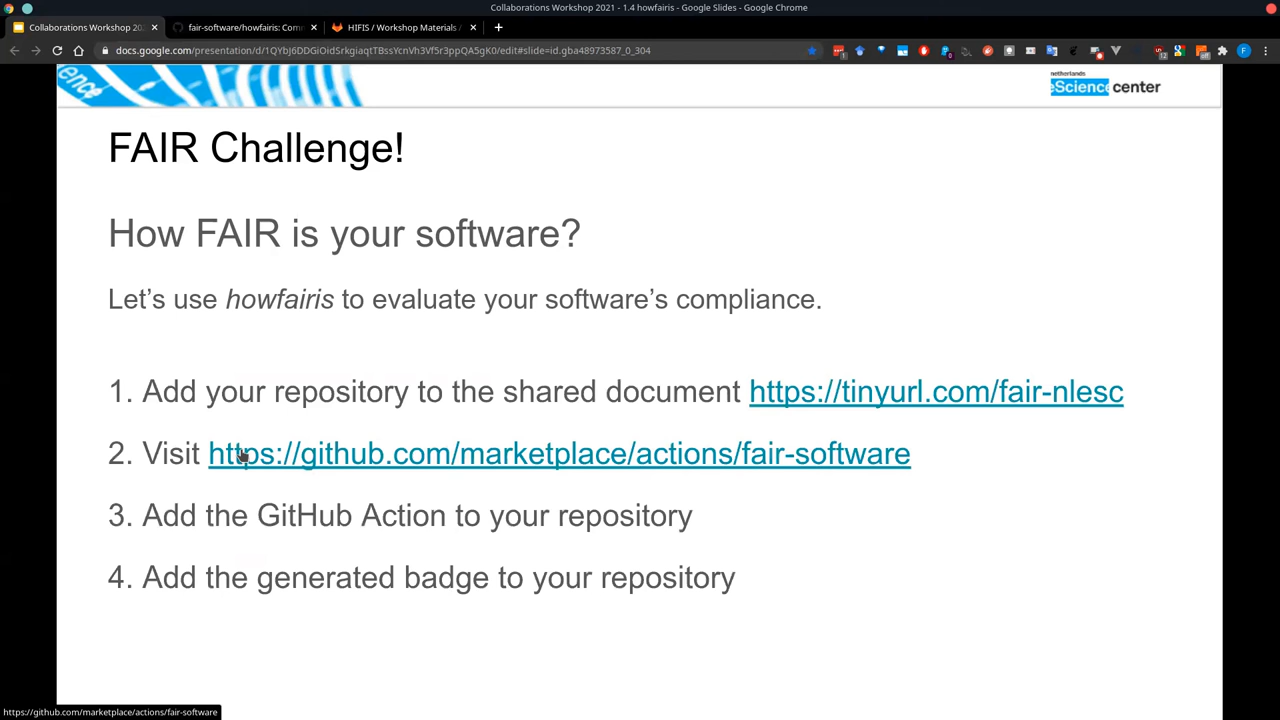 Collaborations Workshop 2021 - 1.4 howfairis - Google Slides - Google Chrome
Collaborations Workshop 202
fair-software/howfairis: Com
HIFIS / Workshop Materials /
docs.google.com/presentation/d/1QYbj6DDGiOidSrkgiaqtTBssYcnVh3Vf5r3ppQA5gK0/edit#slide=id.gba48973587_0_304
ence
netherlands
eScience center
FAIR Challenge!
How FAIR is your software?
Let's use howfairis to evaluate your software's compliance.
1. Add your repository to the shared document https://tinyurl.com/fair-nlesc
2. Visit https://github.com/marketplace/actions/fair-software
3. Add the GitHub Action to your repository
4. Add the generated badge to your repository
https://github.com/marketplace/actions/fair-software